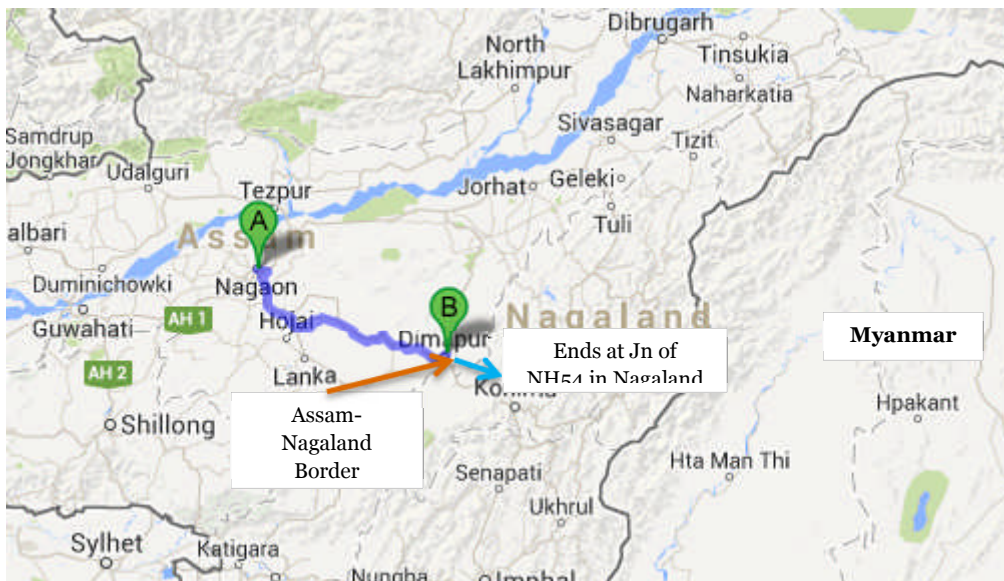 Dibrugarh
North
Lakhimpur
Tinsukia
Naharkatia
Samdrup
Jongkhar
Udalguri
Sivasagar
Tizit
Tezpur
Jorhat
Geleki
Tuli
A
albari
Assam
Duminichowki
Nagaon
Guwahati
AH 1
Hojai
B
Dimapur
Nagaland
Myanmar
Ends at Jn of
NH54 in Nagaland
AH 2
Lanka
Kohima
Hpakant
Shillong
Assam-
Nagaland
Border
Senapati
Hta Man Thi
Ukhrul
Sylhet
Katigara
Nungba
Imphal